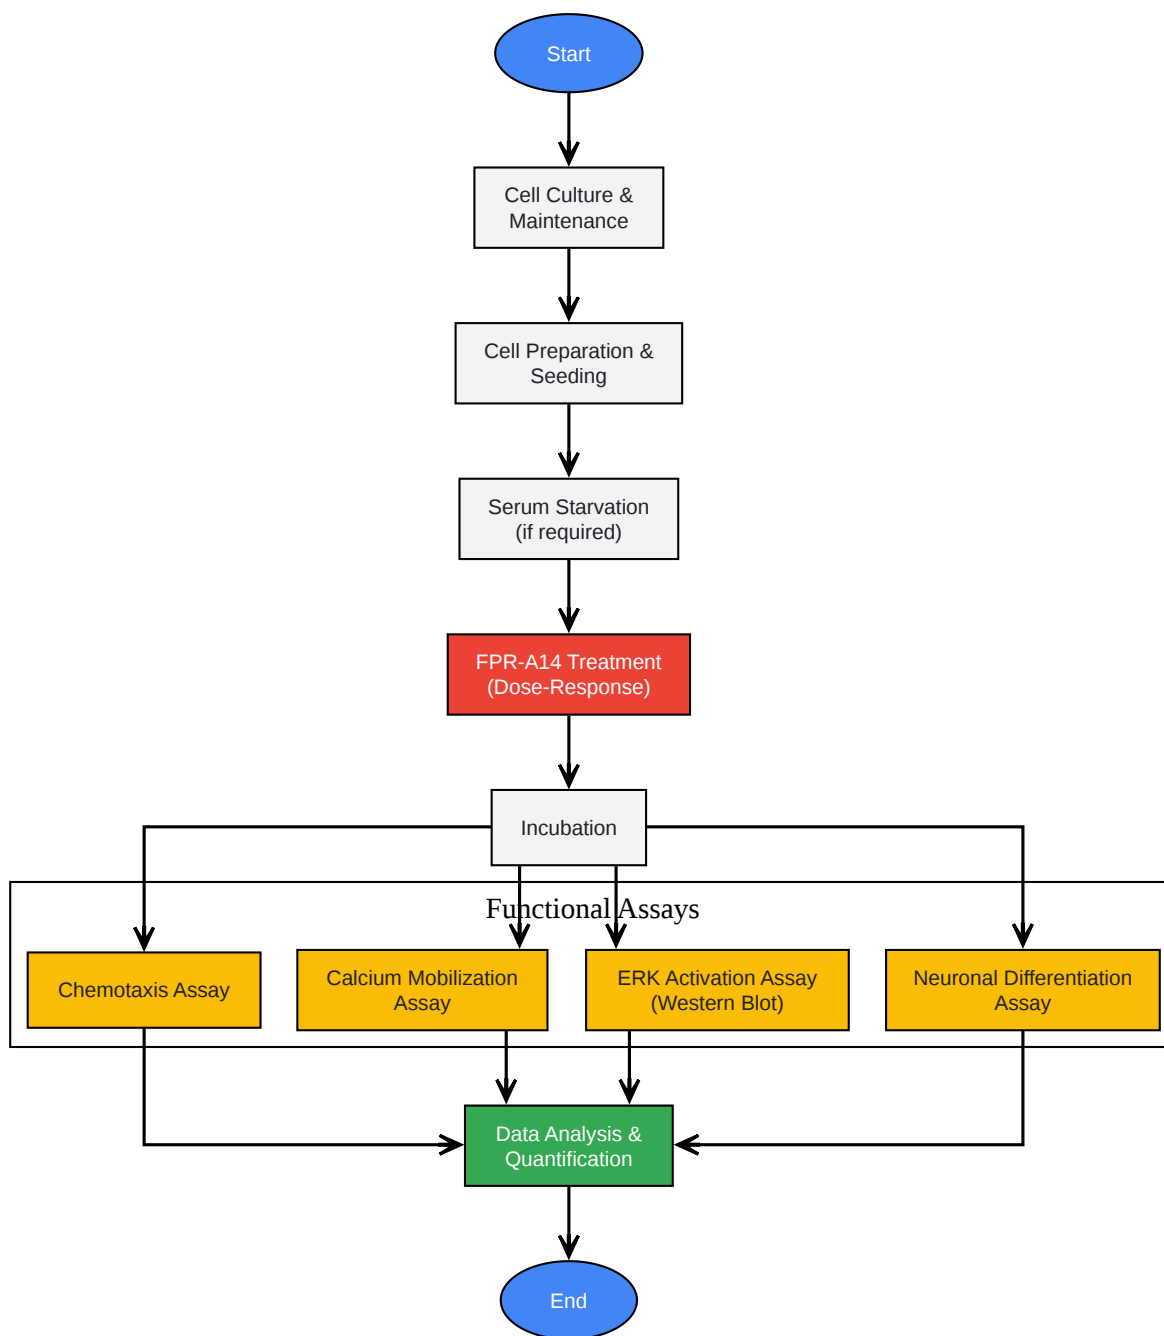 Start
Cell Culture &
Maintenance
Cell Preparation &
Seeding
Serum Starvation
(if required)
FPR-A14 Treatment
(Dose-Response)
Incubation
Functional Assays
Chemotaxis Assay
Calcium Mobilization
Assay
ERK Activation Assay
(Western Blot)
Neuronal Differentiation
Assay
Data Analysis &
Quantification
End